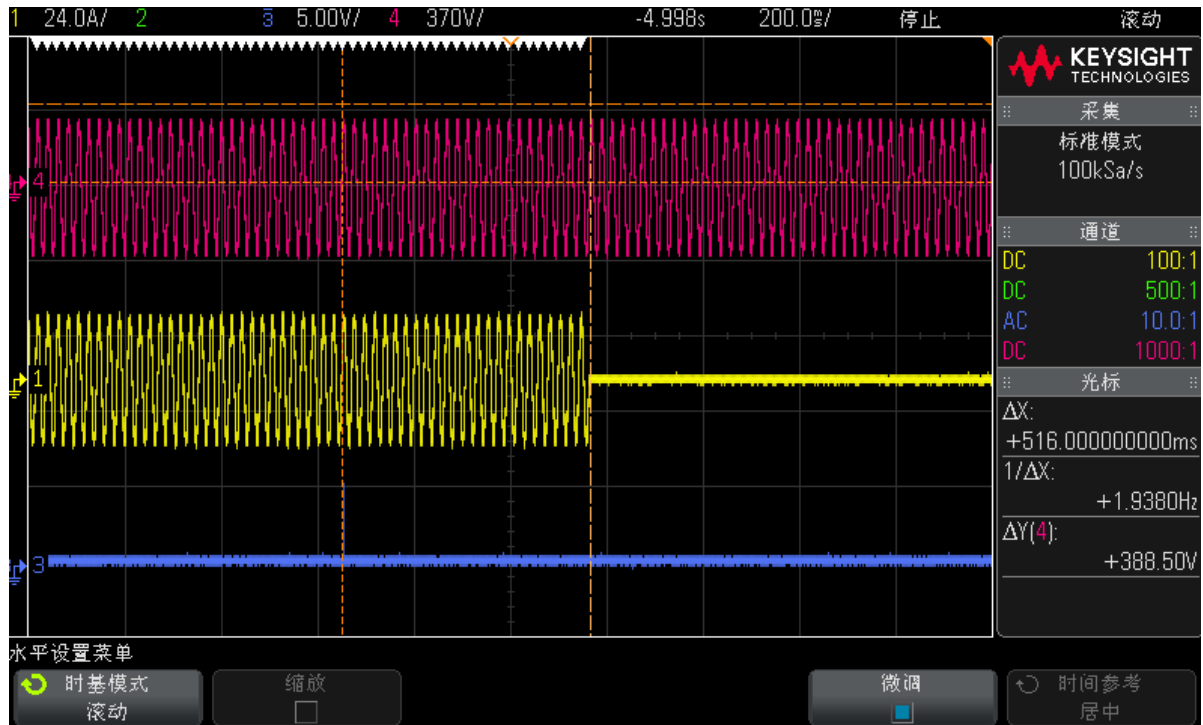 1 24.0A/ 2 3 5.00V/ 4 370V/ -4.998s 200.0ms/ 停止 滚动
KEYSIGHT
TECHNOLOGIES
采集
标准模式
100kSa/s
通道
DC 100:1
DC 500:1
AC 10.0:1
DC 1000:1
光标
ΔX:
+516.000000000ms
1/ΔX:
+1.9380Hz
ΔY(4):
+388.50V
4
1
3
水平设置菜单
时基模式
滚动
缩放
微调
时间参考
居中